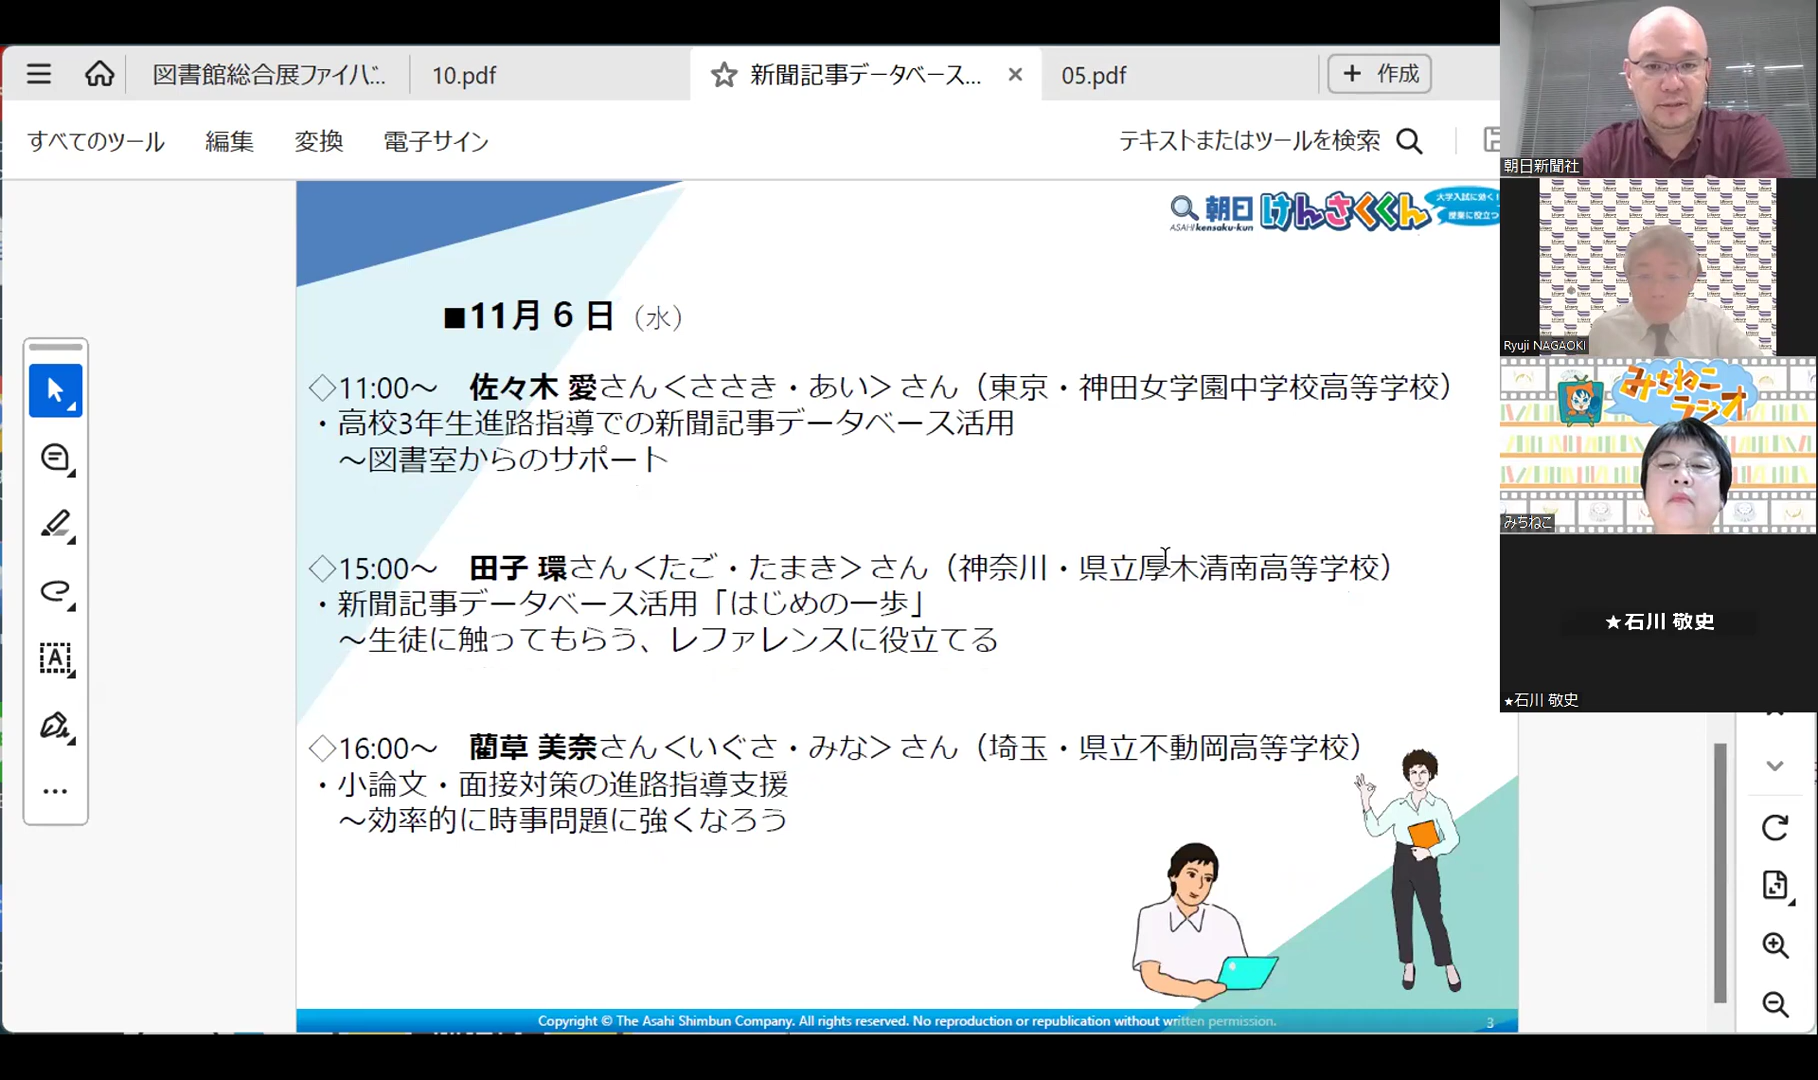 図書館総合展ファイハ...
10.pdf
新聞記事データベース...
05.pdf
+ 作成
すべてのツール
編集
変換
電子サイン
テキストまたはツールを検索
朝日 けんさくくん
ASAHI kensaku-kun
大学入試に効く!
授業に役立つ
■11月6日(水)
◇11:00～ 佐々木 愛さん<ささき・あい>さん(東京・神田女学園中学校高等学校)
・高校3年生進路指導での新聞記事データベース活用
～図書室からのサポート
◇15:00～ 田子 環さん<たご・たまき>さん(神奈川・県立厚木清南高等学校)
・新聞記事データベース活用「はじめの一歩」
～生徒に触ってもらう、レファレンスに役立てる
◇16:00～ 藺草 美奈さん<いぐさ・みな>さん(埼玉・県立不動岡高等学校)
・小論文・面接対策の進路指導支援
～効率的に時事問題に強くなろう
Copyright © The Asahi Shimbun Company. All rights reserved. No reproduction or republication without written permission.
3
朝日新聞社
Ryuji NAGAOKI
みちねこ
ラジオ
みちねこ
★石川 敬史
★石川 敬史